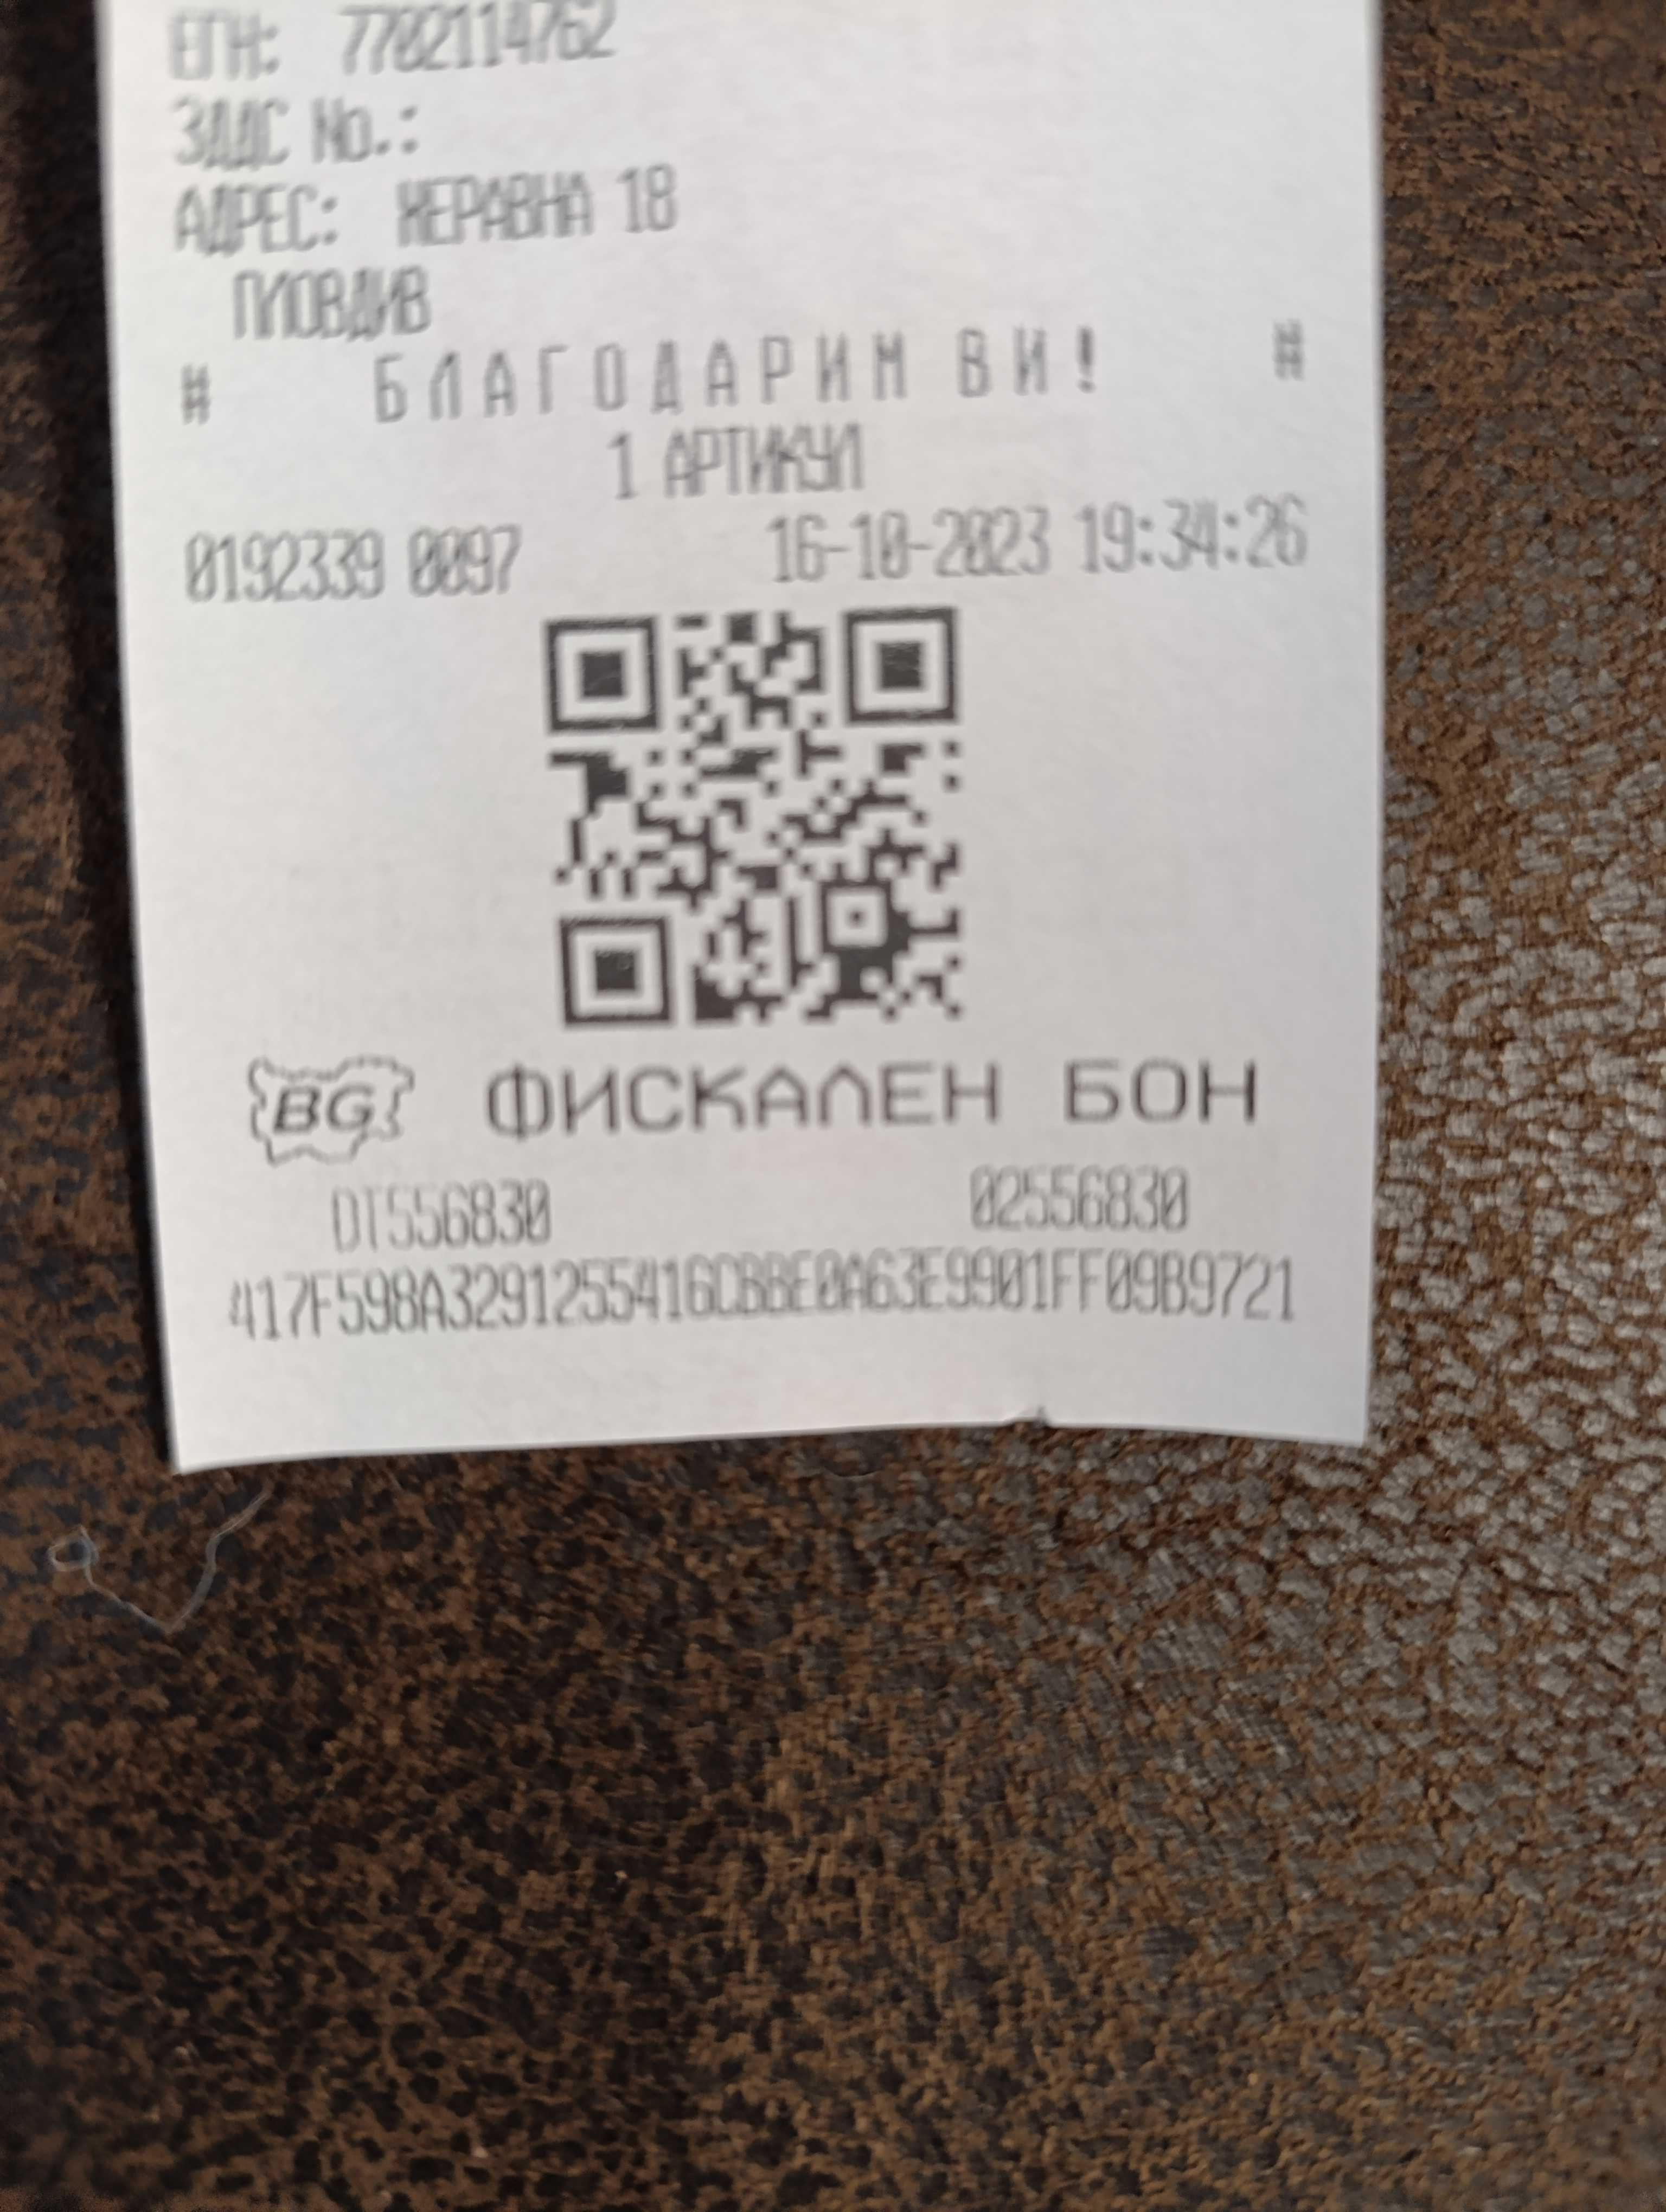 ЕГН: 7702114762
ЗДДС No.:
АДРЕС: ЖЕРАВНА 18
ПЛОВДИВ
# БЛАГОДАРИМ ВИ! #
1 АРТИКУЛ
0192339 0097 16-10-2023 19:34:26
BG ФИСКАЛЕН БОН
DT556830 02556830
417F598A3291255416CBBE0A63E9901FF09B9721